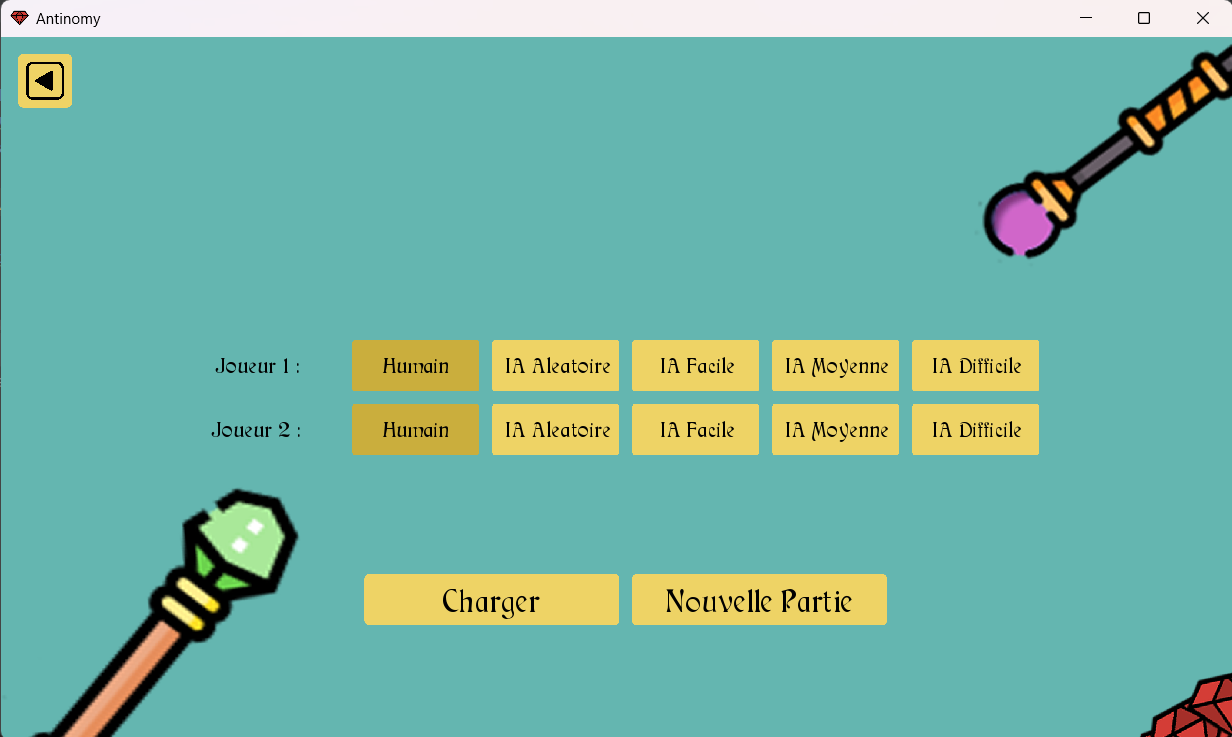 Antinomy
Joueur 1 : Humain IA Aleatoire IA Facile IA Moyenne IA Difficile
Joueur 2 : Humain IA Aleatoire IA Facile IA Moyenne IA Difficile
Charger Nouvelle Partie